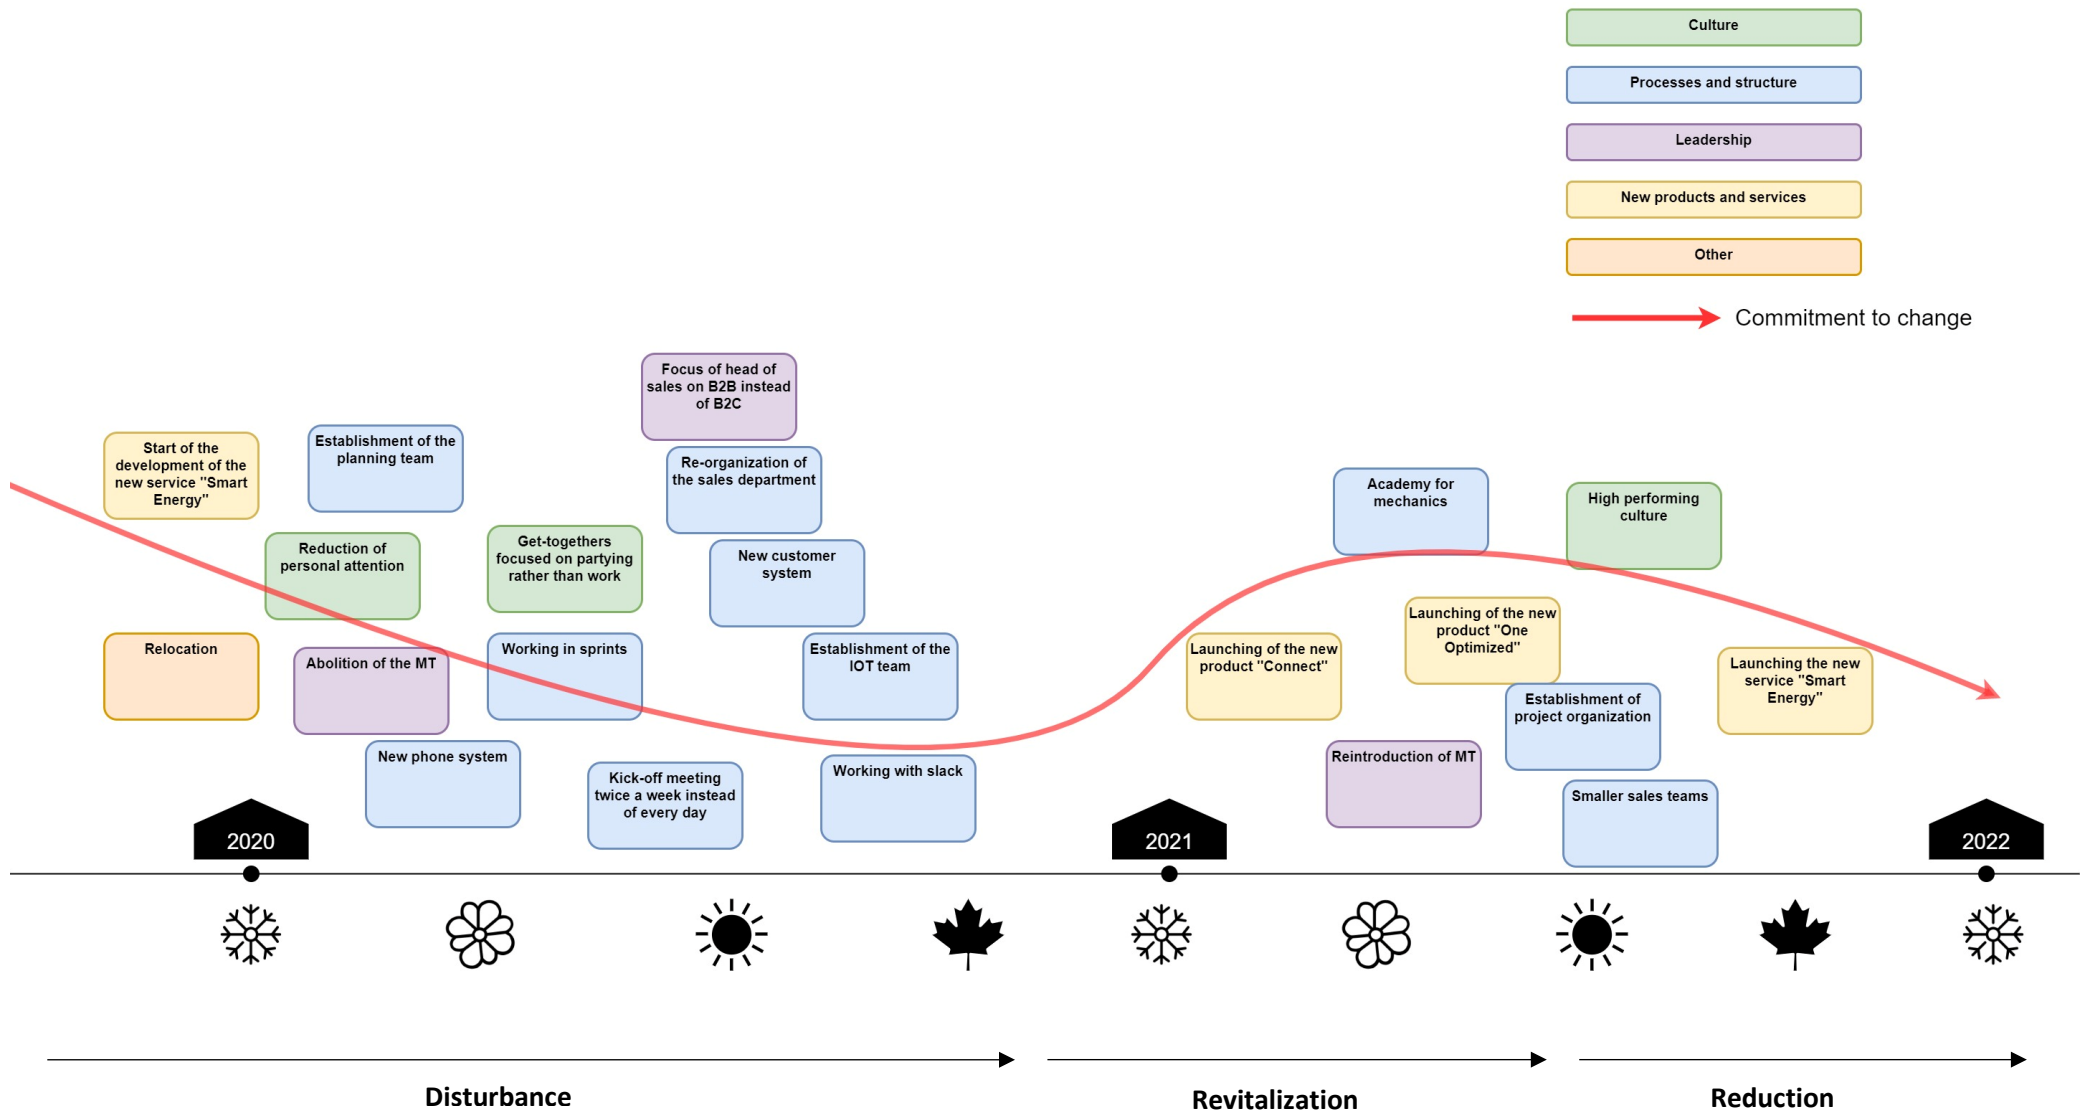 Culture
Processes and structure
Leadership
New products and services
Other
Commitment to change
Focus of head of
sales on B2B instead
of B2C
Start of the
development of the
new service "Smart
Energy"
Establishment of the
planning team
Re-organization of
the sales department
Academy for
mechanics
High performing
culture
Reduction of
personal attention
Get-togethers
focused on partying
rather than work
New customer
system
Launching of the new
product "One
Optimized"
Relocation
Abolition of the MT
Working in sprints
Establishment of the
IOT team
Launching of the new
product "Connect"
Launching the new
service "Smart
Energy"
Establishment of
project organization
New phone system
Kick-off meeting
twice a week instead
of every day
Working with slack
Reintroduction of MT
Smaller sales teams
2020
2021
2022
Disturbance
Revitalization
Reduction